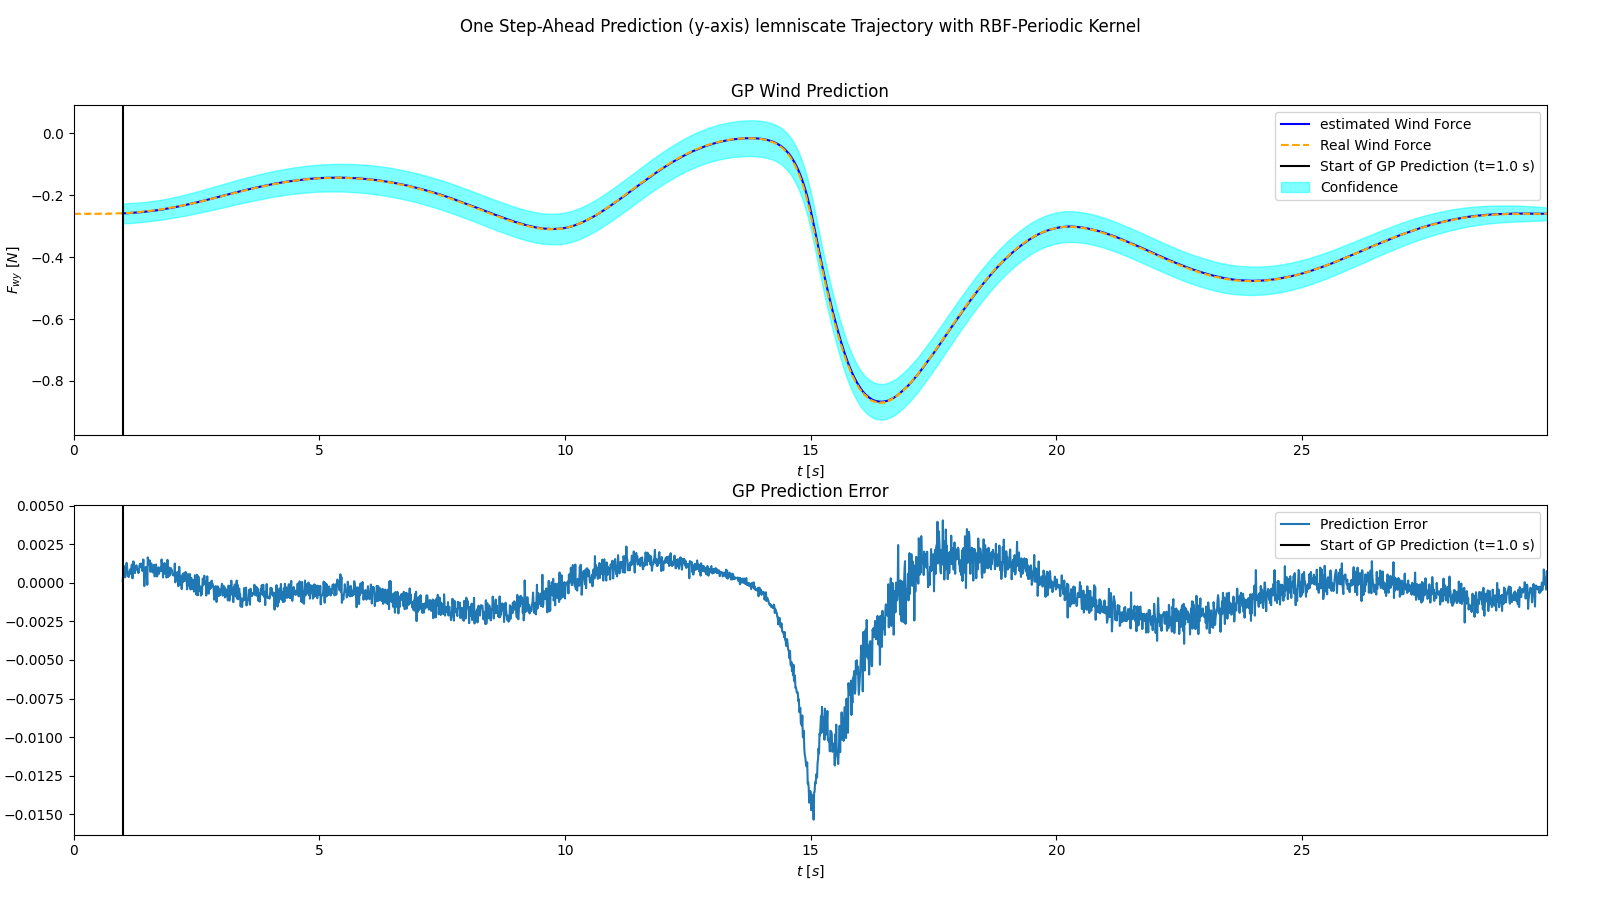 One Step-Ahead Prediction (y-axis) lemniscate Trajectory with RBF-Periodic Kernel
GP Wind Prediction
estimated Wind Force
Real Wind Force
Start of GP Prediction (t=1.0 s)
Confidence
0.0
−0.2
−0.4
−0.6
−0.8
F_{wy} [N]
0 5 10 15 20 25
t [s]
GP Prediction Error
Prediction Error
Start of GP Prediction (t=1.0 s)
0.0050
0.0025
0.0000
−0.0025
−0.0050
−0.0075
−0.0100
−0.0125
−0.0150
0 5 10 15 20 25
t [s]